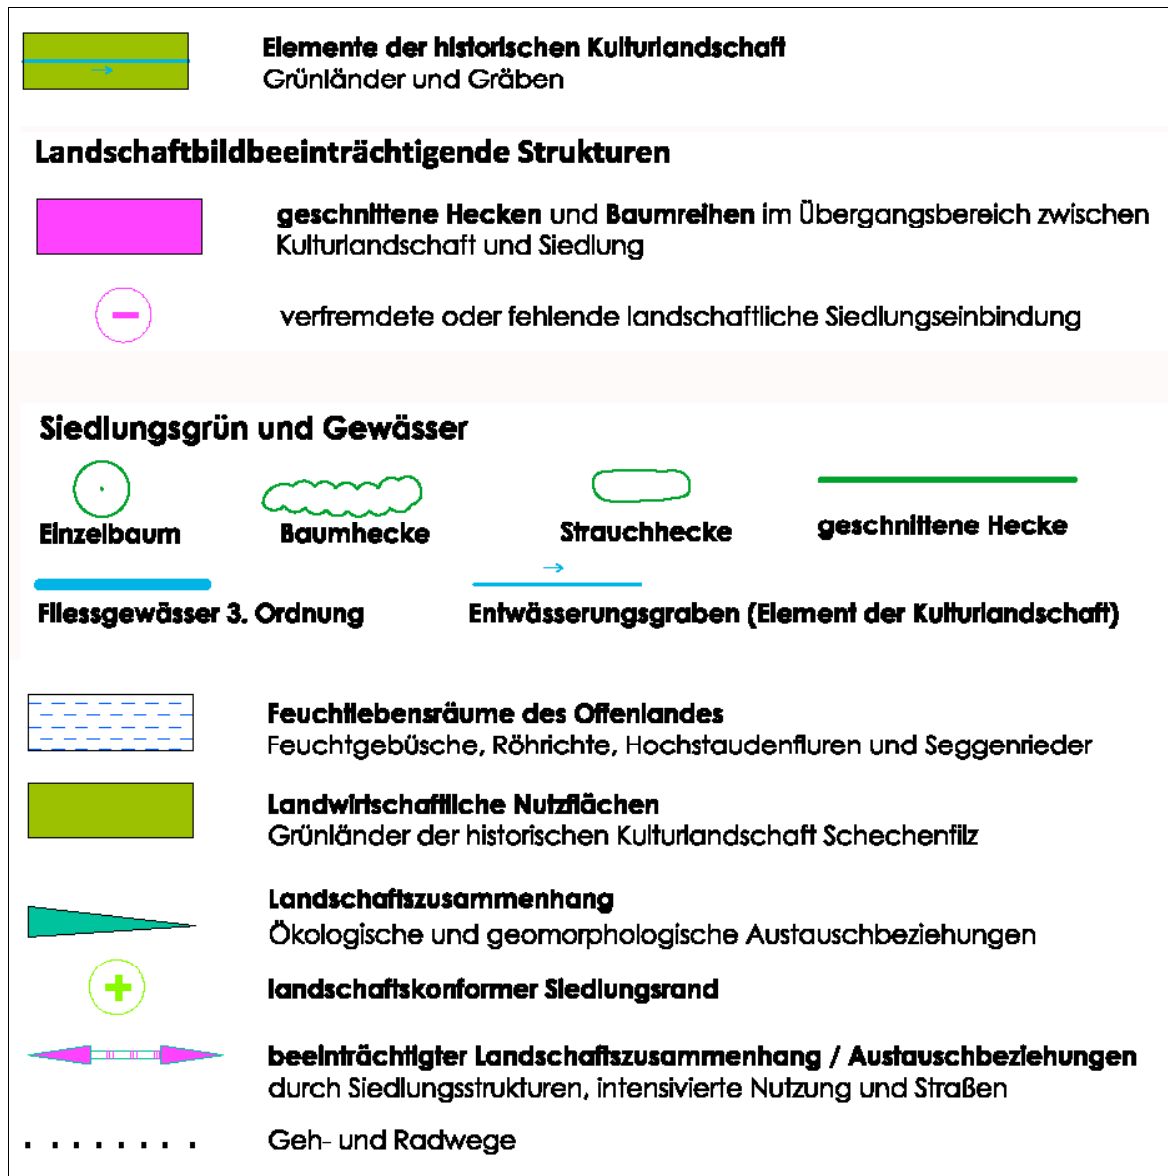 Elemente der historischen Kulturlandschaft
Grünländer und Gräben
Landschaftbildbeeinträchtigende Strukturen
geschnittene Hecken und Baumreihen im Übergangsbereich zwischen
Kulturlandschaft und Siedlung
verfremdete oder fehlende landschaftliche Siedlungseinbindung
Siedlungsgrün und Gewässer
Einzelbaum Baumhecke Strauchhecke geschnittene Hecke
Fliessgewässer 3. Ordnung Entwässerungsgraben (Element der Kulturlandschaft)
Feuchtlebensräume des Offenlandes
Feuchtgebüsche, Röhrichte, Hochstaudenfluren und Seggenrieder
Landwirtschaftliche Nutzflächen
Grünländer der historischen Kulturlandschaft Schechenfilz
Landschaftszusammenhang
Ökologische und geomorphologische Austauschbeziehungen
landschaftskonformer Siedlungsrand
beeinträchtigter Landschaftszusammenhang / Austauschbeziehungen
durch Siedlungsstrukturen, intensivierte Nutzung und Straßen
Geh- und Radwege